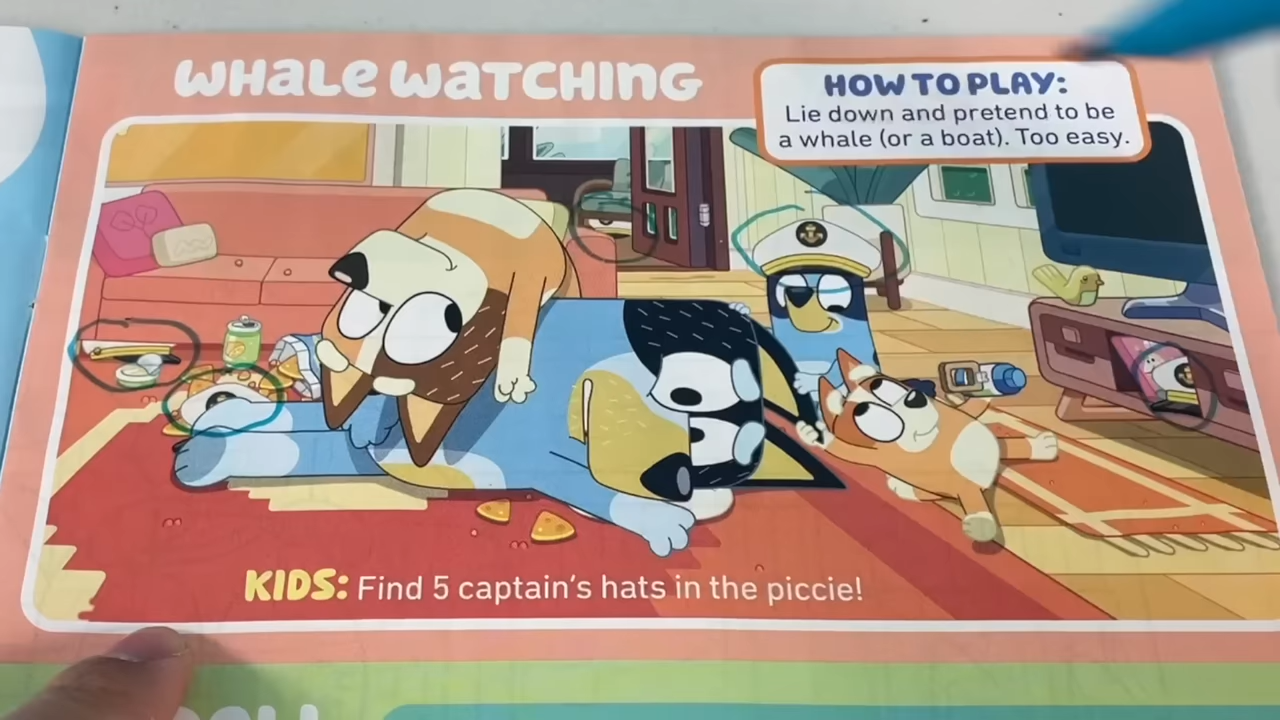 WHALE WATCHING
HOW TO PLAY:
Lie down and pretend to be
a whale (or a boat). Too easy.
KIDS: Find 5 captain's hats in the piccie!